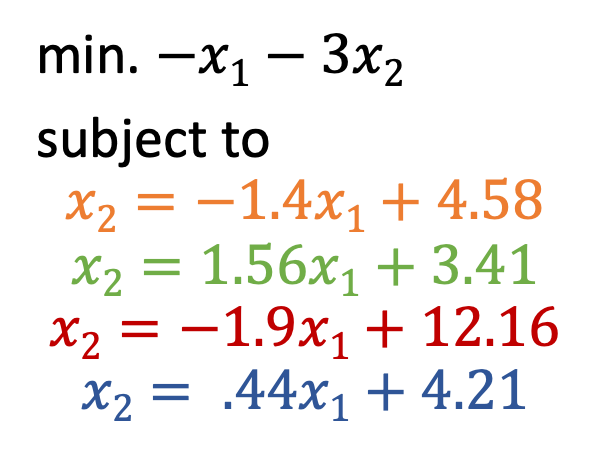 min. −x₁ − 3x₂
subject to
x₂ = −1.4x₁ + 4.58
x₂ = 1.56x₁ + 3.41
x₂ = −1.9x₁ + 12.16
x₂ = .44x₁ + 4.21